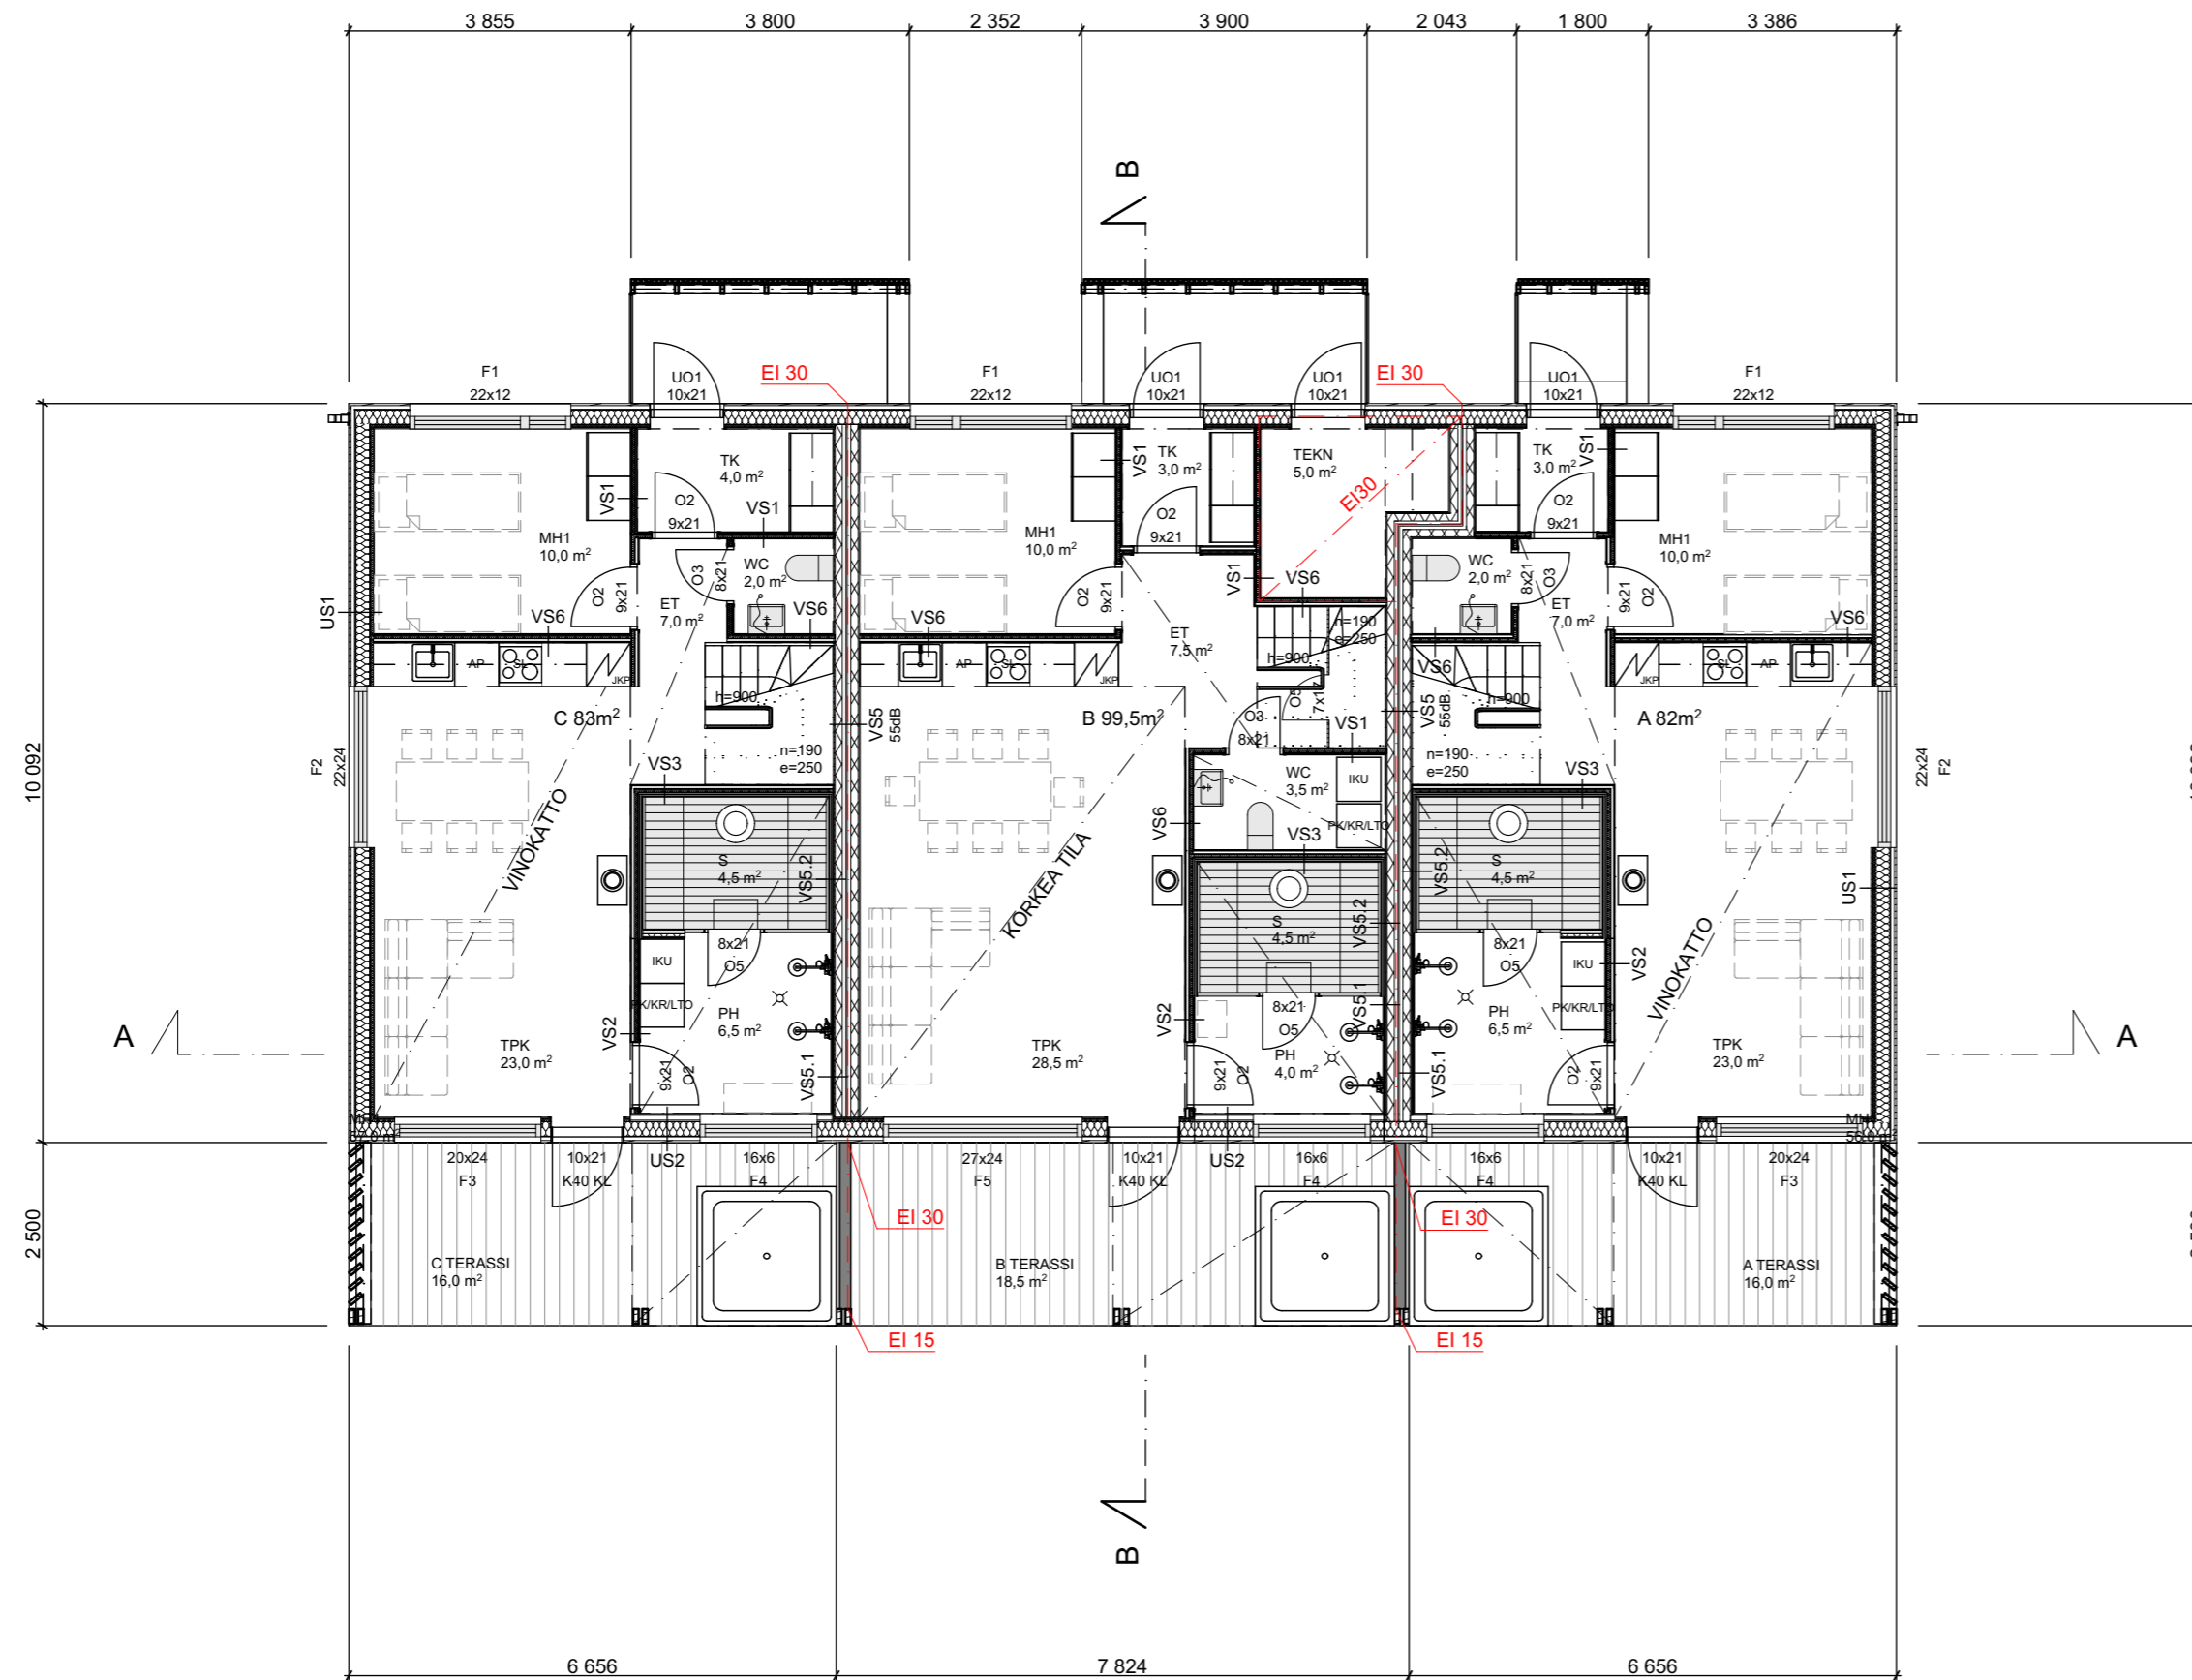 3 855
3 800
2 352
3 900
2 043
1 800
3 386
B
F1
22x12
UO1
10x21
EI 30
F1
22x12
UO1
10x21
UO1
10x21
EI 30
UO1
10x21
F1
22x12
TK
4,0 m²
VS1
O2
9x21
VS1
MH1
10,0 m²
O2
9x21
O3
8x21
WC
2,0 m²
ET
7,0 m²
VS6
VS6
US1
AP
SL
JKP
h=900
C 83m²
n=190
e=250
VS5
55dB
F2
22x24
VS3
VINOKATTO
S
4,5 m²
VS5.2
8x21
O5
IKU
PK/KR/LTO
PH
6,5 m²
VS2
9x21
O2
VS5.1
TPK
23,0 m²
TK
3,0 m²
VS1
O2
9x21
MH1
10,0 m²
O2
9x21
VS1
TEKN
5,0 m²
EI30
VS6
VS6
ET
7,5 m²
n=190
e=250
h=900
AP
SL
JKP
B 99,5m²
O3
8x21
O5
7x17
VS1
WC
3,5 m²
IKU
PK/KR/LTO
VS6
VS3
KORKEA TILA
S
4,5 m²
VS5.2
8x21
O5
VS2
VS5.1
PH
4,0 m²
9x21
O2
TPK
28,5 m²
TK
3,0 m²
VS1
O2
9x21
MH1
10,0 m²
WC
2,0 m²
8x21
O3
ET
7,0 m²
9x21
O2
VS6
VS6
JKP
SL
AP
h=900
A 82m²
VS5
55dB
n=190
e=250
VS3
22x24
F2
S
4,5 m²
VS5.2
US1
8x21
O5
IKU
PK/KR/LTO
VS2
PH
6,5 m²
VINOKATTO
VS5.1
O2
9x21
TPK
23,0 m²
10 092
A
A
20x24
F3
10x21
K40 KL
US2
16x6
F4
27x24
F5
10x21
K40 KL
US2
16x6
F4
16x6
F4
10x21
K40 KL
20x24
F3
EI 30
EI 30
2 500
C TERASSI
16,0 m²
B TERASSI
18,5 m²
A TERASSI
16,0 m²
EI 15
EI 15
B
6 656
7 824
6 656